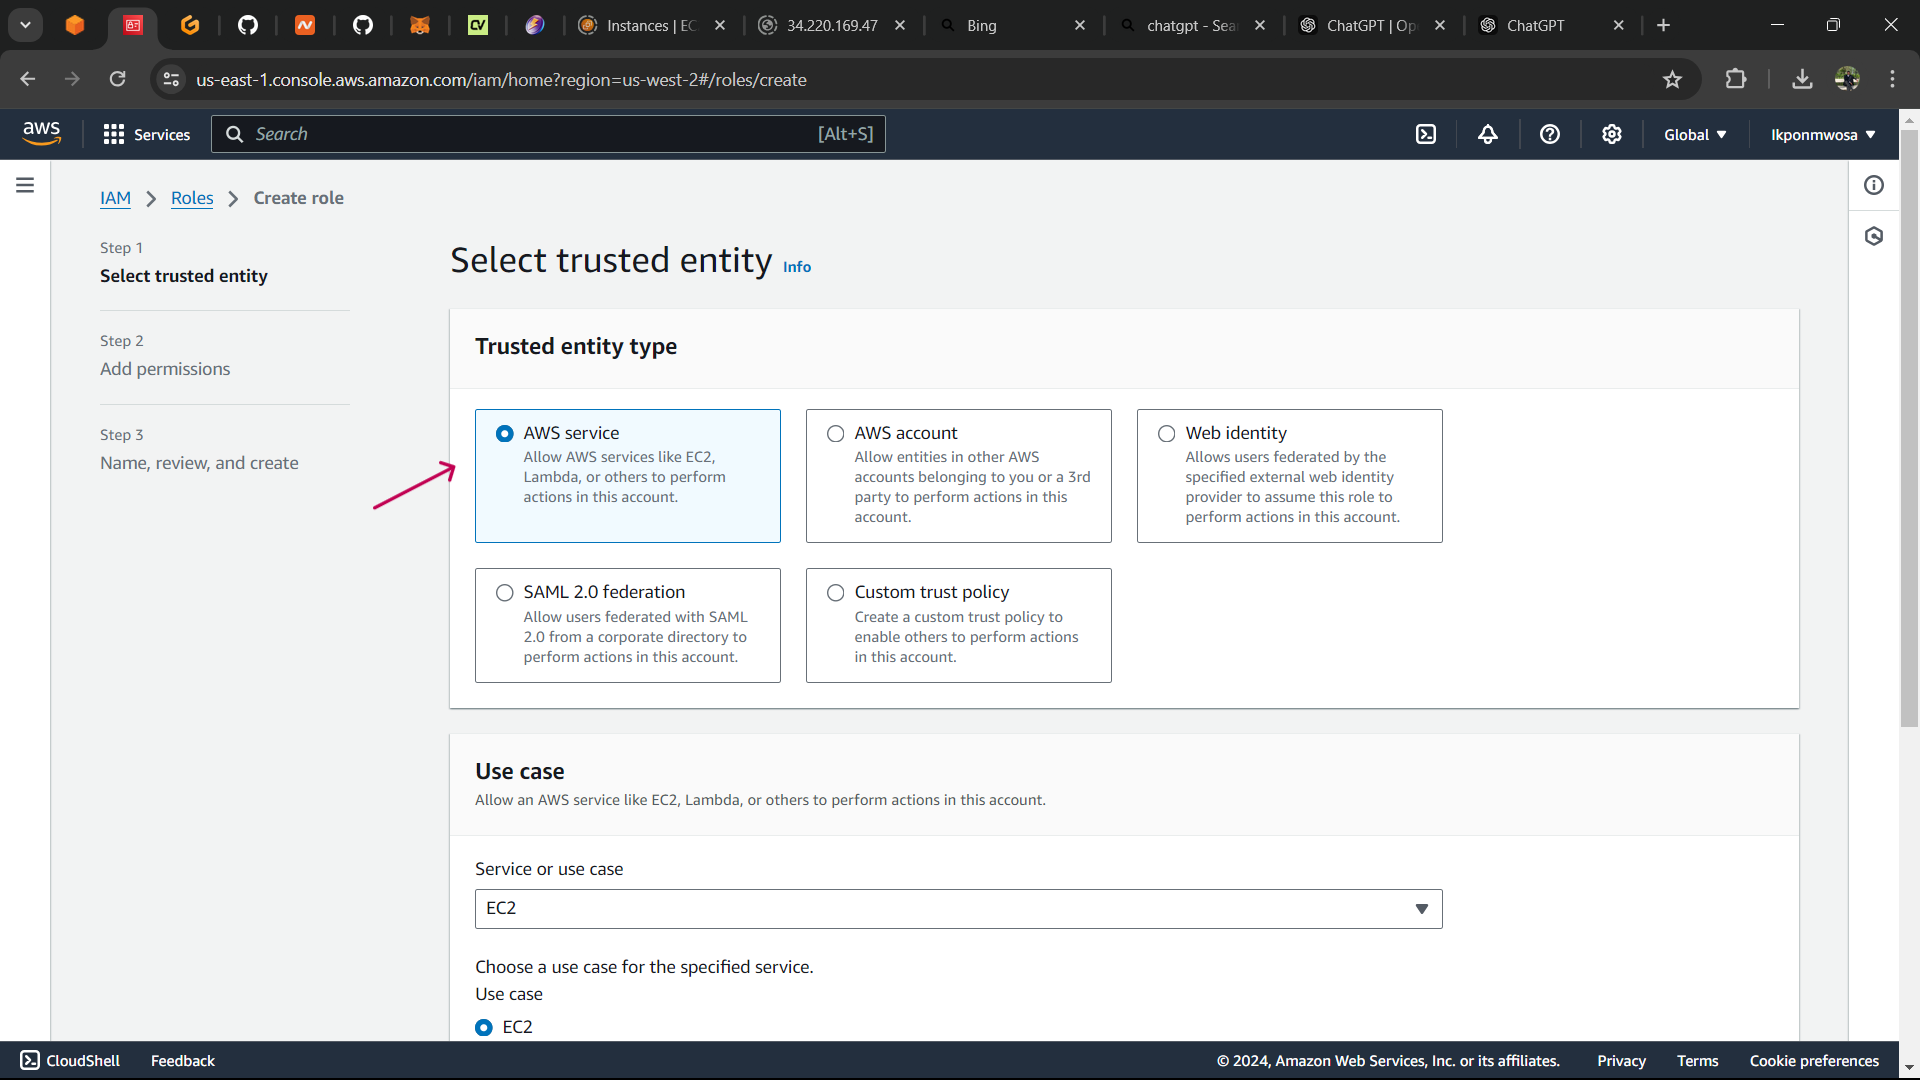 Instances | EC
34.220.169.47
Bing
chatgpt - Sea
ChatGPT | Op
ChatGPT
us-east-1.console.aws.amazon.com/iam/home?region=us-west-2#/roles/create
aws
Services
Search
[Alt+S]
Global
Ikponmwosa
IAM
Roles
Create role
Step 1
Select trusted entity
Step 2
Add permissions
Step 3
Name, review, and create
Select trusted entity Info
Trusted entity type
AWS service
Allow AWS services like EC2,
Lambda, or others to perform
actions in this account.
AWS account
Allow entities in other AWS
accounts belonging to you or a 3rd
party to perform actions in this
account.
Web identity
Allows users federated by the
specified external web identity
provider to assume this role to
perform actions in this account.
SAML 2.0 federation
Allow users federated with SAML
2.0 from a corporate directory to
perform actions in this account.
Custom trust policy
Create a custom trust policy to
enable others to perform actions
in this account.
Use case
Allow an AWS service like EC2, Lambda, or others to perform actions in this account.
Service or use case
EC2
Choose a use case for the specified service.
Use case
EC2
CloudShell
Feedback
© 2024, Amazon Web Services, Inc. or its affiliates.
Privacy
Terms
Cookie preferences